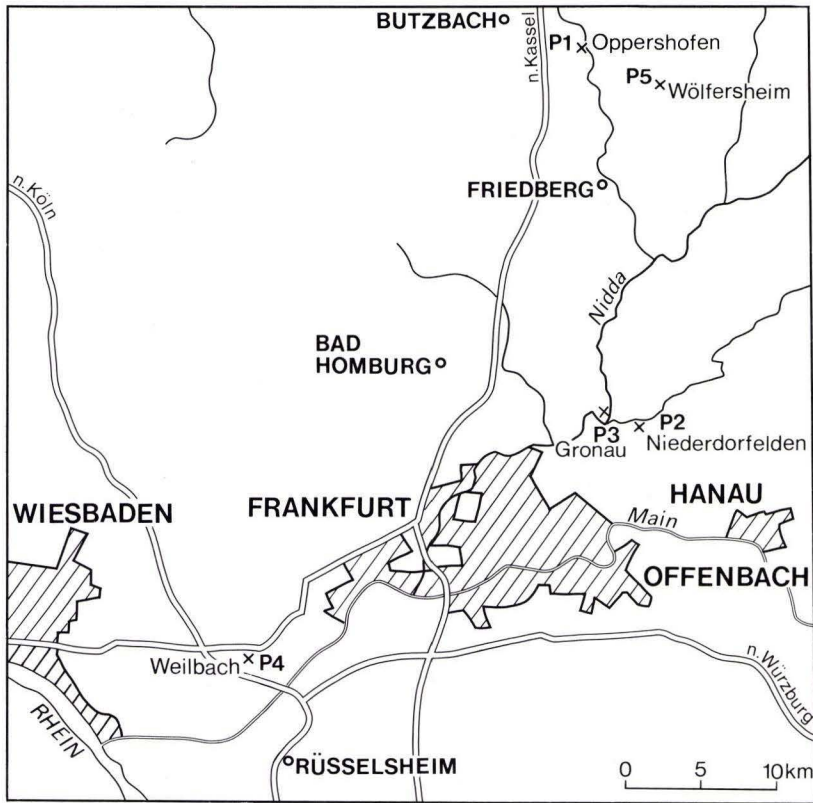 BUTZBACH
n. Kassel
P1
Oppershofen
P5
Wölfersheim
n. Köln
FRIEDBERG
Nidda
BAD
HOMBURG
P3
P2
Gronau
Niederdorfelden
WIESBADEN
FRANKFURT
HANAU
Main
OFFENBACH
Weilbach
P4
n. Würzburg
RHEIN
RÜSSELSHEIM
0 5 10km